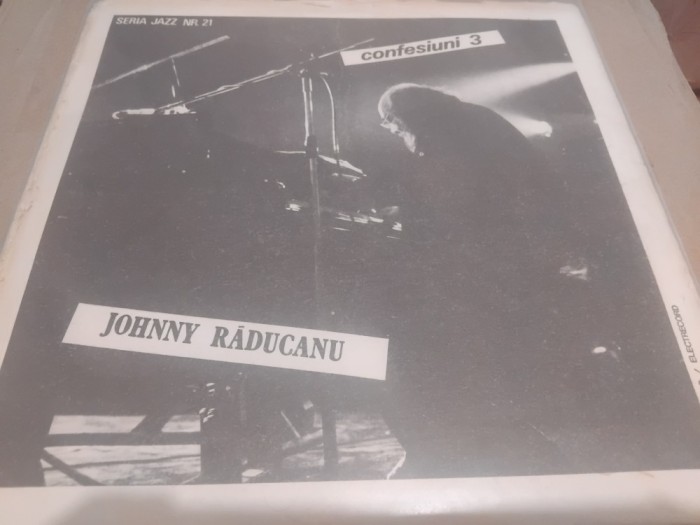 SERIA JAZZ NR. 21
confesiuni 3
JOHNNY RĂDUCANU
/ ELECTRECORD